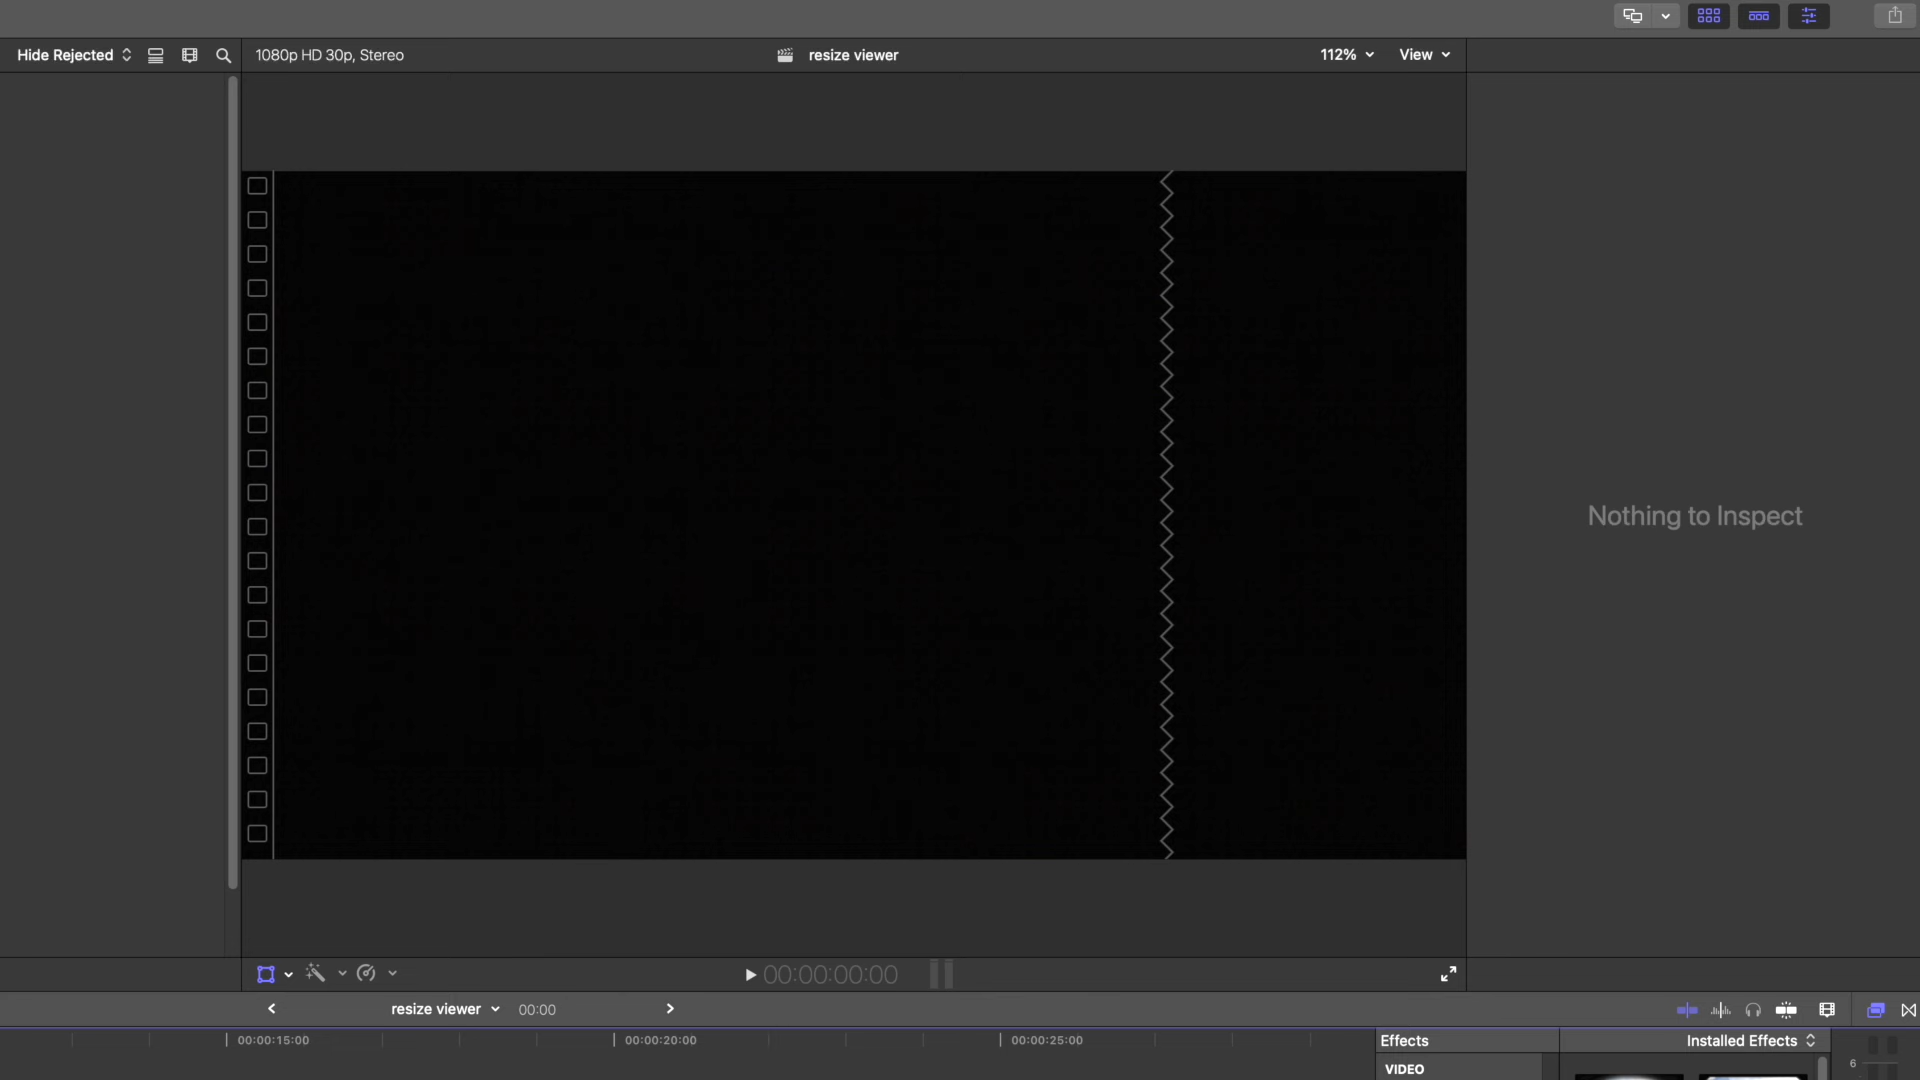 Hide Rejected
1080p HD 30p, Stereo
resize viewer
112%
View
Nothing to Inspect
00:00:00:00
resize viewer
00:00
00:00:15:00
00:00:20:00
00:00:25:00
Effects
Installed Effects
VIDEO
6